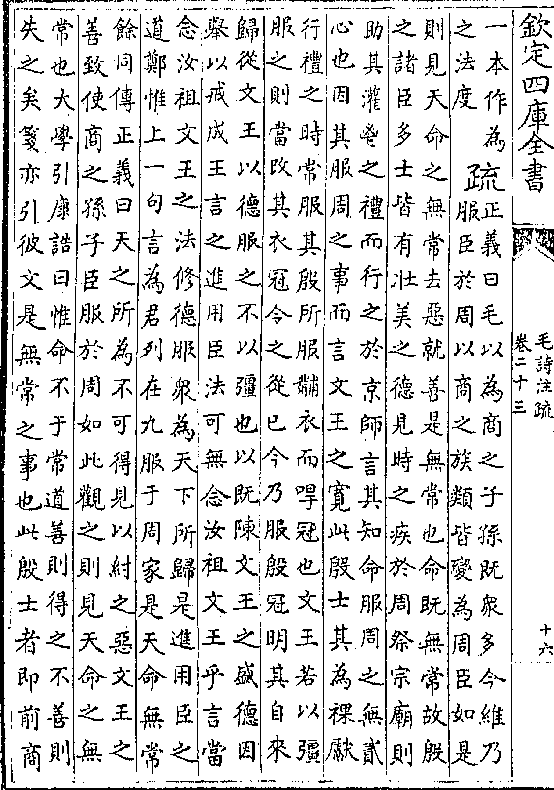 欽定四庫全書
毛詩注疏
卷二十三
十六
一本作為
之法度
疏
正義曰毛以為商之子孫既衆多今維乃
服臣於周以商之族類皆變為周臣如是
則見天命之無常去惡就善是無常也命既無常故殷
之諸臣多士皆有壮美之德見時之疾於周祭宗廟則
助其灌鬯之禮而行之於京師言其知命服周之無貳
心也因其服周之事而言文王之寛此殷士其為祼獻
行禮之時常服其殷所服黼衣而冔冠也文王若以彊
服之則當改其衣冠令之從已今乃服殷冠明其自來
歸從文王以德服之不以彊也以既陳文王之盛德因
舉以戒成王言之進用臣法可無念汝祖文王乎言當
念汝祖文王之法修德服衆為天下所歸是進用臣之
道鄭惟上一句言為君列在九服于周家是天命無常
餘同傳正義曰天之所為不可得見以紂之惡文王之
善致使商之孫子臣服於周如此觀之則見天命之無
常也大學引康誥曰惟命不于常道善則得之不善則
失之矣箋亦引彼文是無常之事也此殷士者即前商